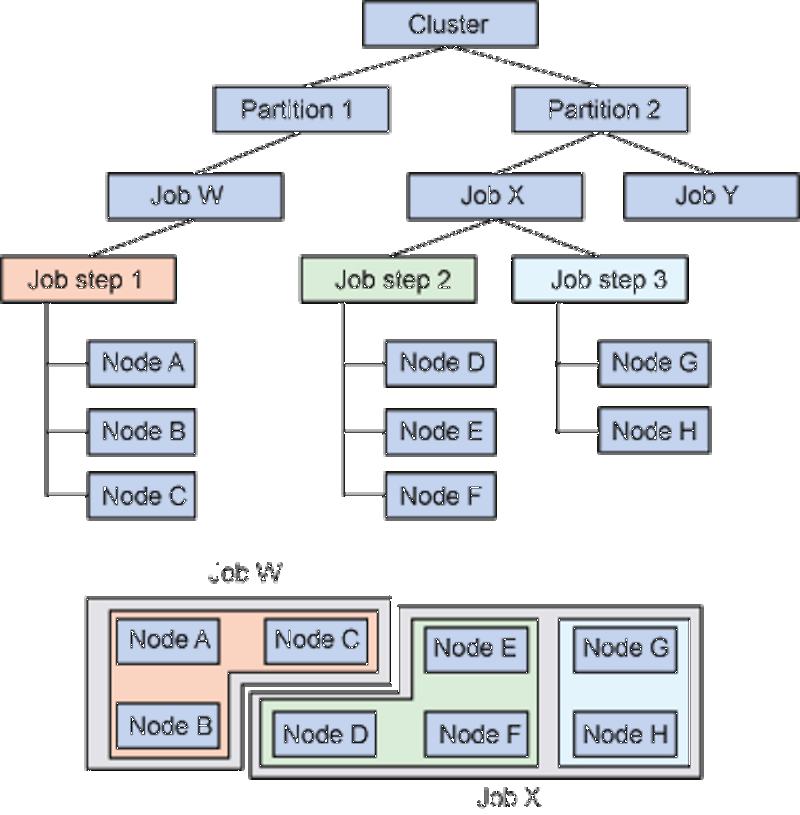 Cluster
Partition 1
Partition 2
Job W
Job X
Job Y
Job step 1
Job step 2
Job step 3
Node A
Node D
Node G
Node B
Node E
Node H
Node C
Node F
Job W
Node A
Node C
Node E
Node G
Node B
Node D
Node F
Node H
Job X